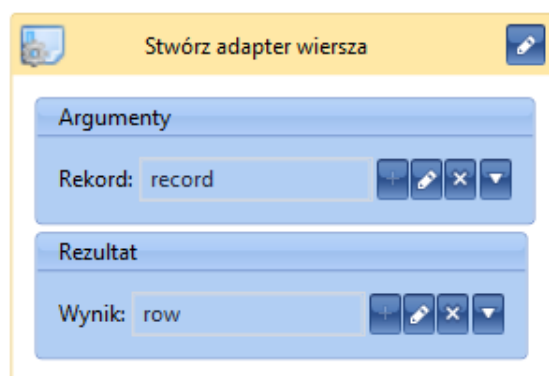 Stwórz adapter wiersza
Argumenty
Rekord: record
Rezultat
Wynik: row